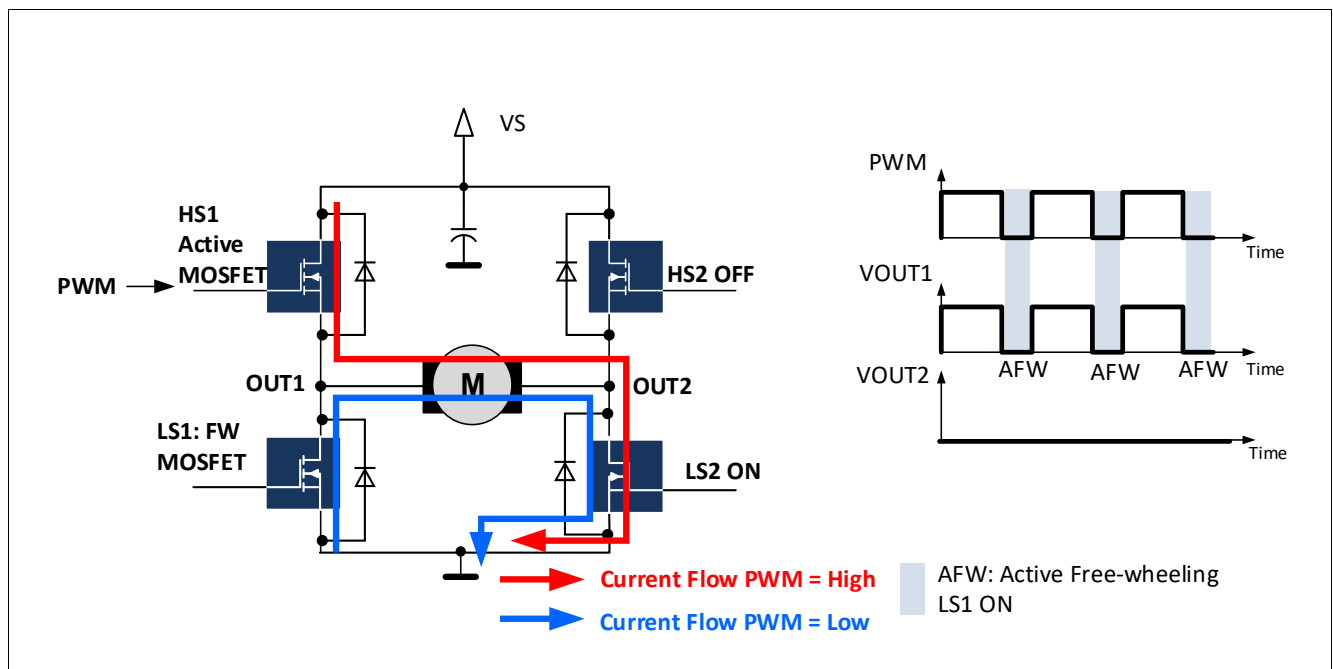 VS
HS1
Active
MOSFET
PWM
HS2 OFF
OUT1
M
OUT2
LS1: FW
MOSFET
LS2 ON
Current Flow PWM = High
Current Flow PWM = Low
PWM
Time
VOUT1
AFW
AFW
AFW
Time
VOUT2
Time
AFW: Active Free-wheeling
LS1 ON